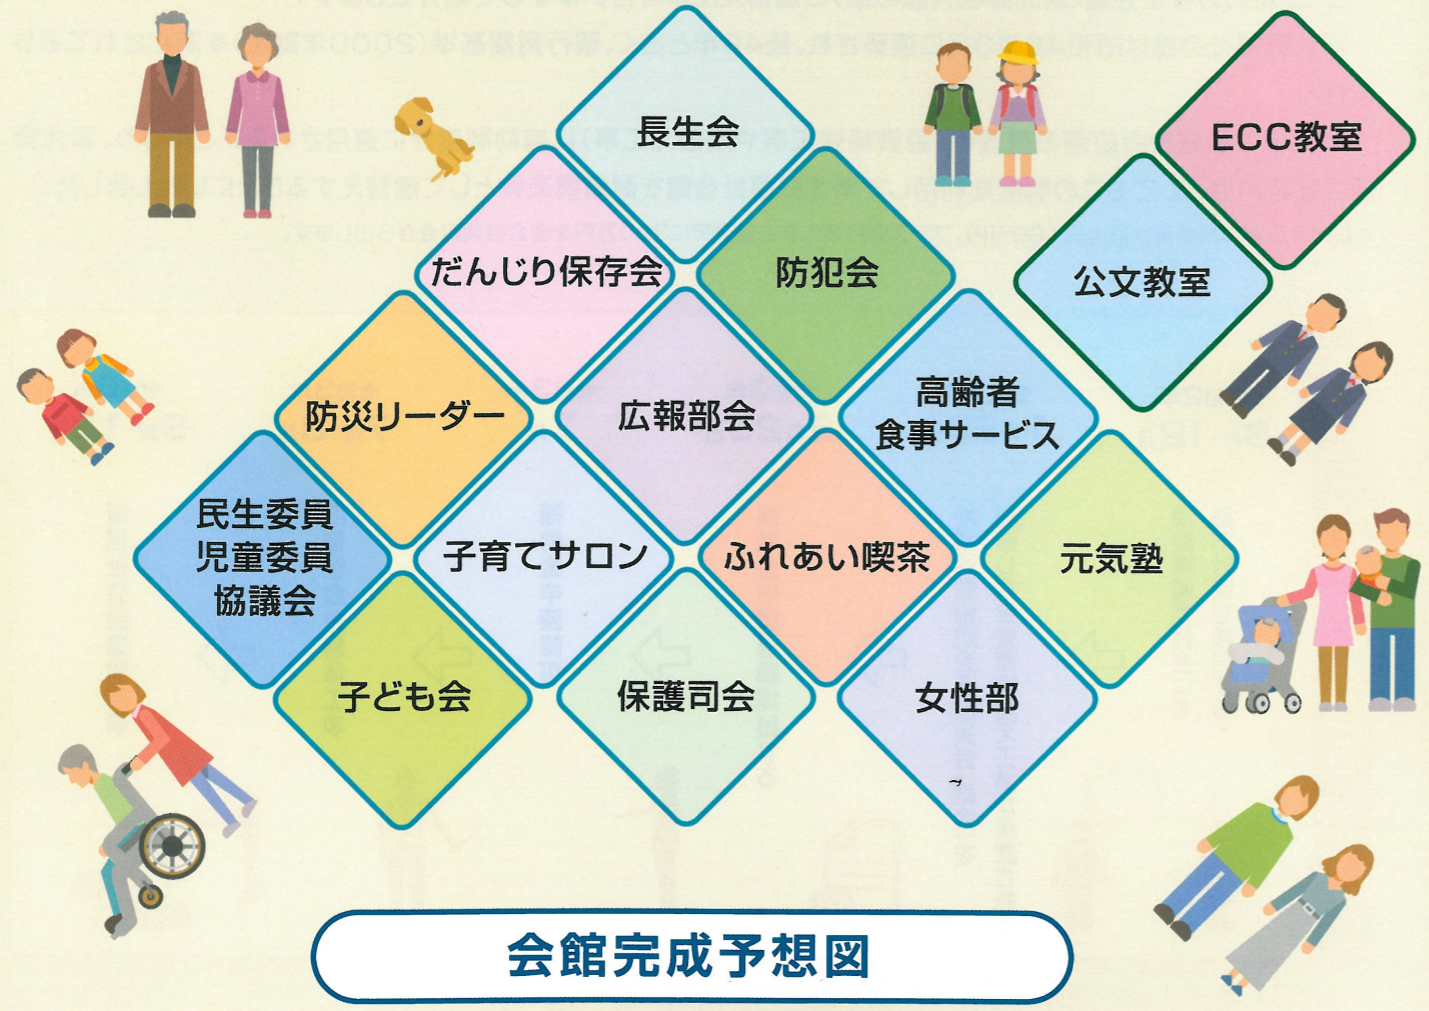 長生会
ECC教室
だんじり保存会
防犯会
公文教室
防災リーダー
広報部会
高齢者
食事サービス
民生委員
児童委員
協議会
子育てサロン
ふれあい喫茶
元気塾
子ども会
保護司会
女性部
会館完成予想図